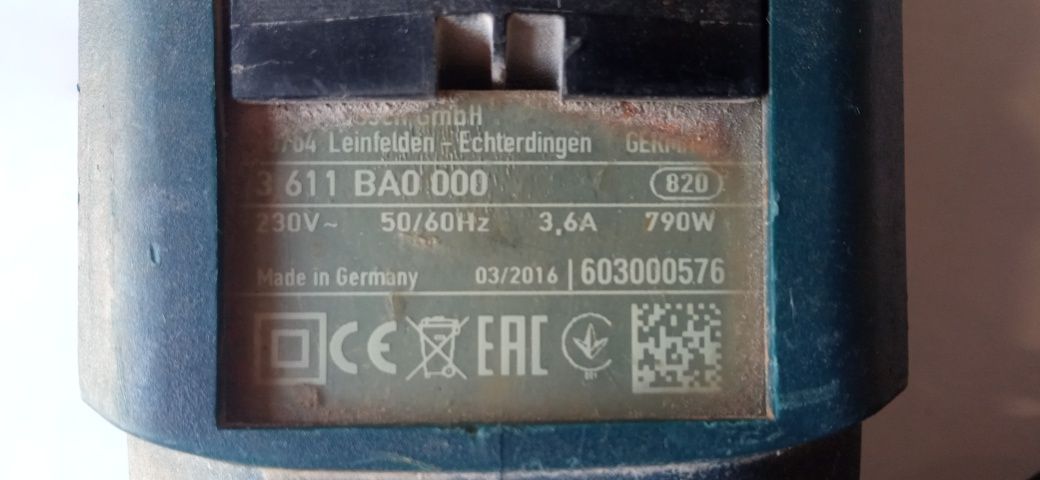 GmbH
Leinfelden - Echterdingen
3 611 BA0 000 820
230V~ 50/60Hz 3,6A 790W
Made in Germany 03/2016 | 603000576
CE EAC